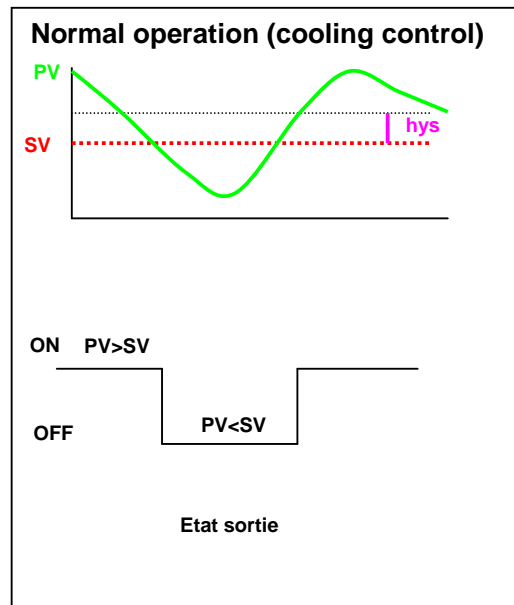 Normal operation (cooling control)
PV
hys
SV
ON PV>SV
OFF PV<SV
Etat sortie